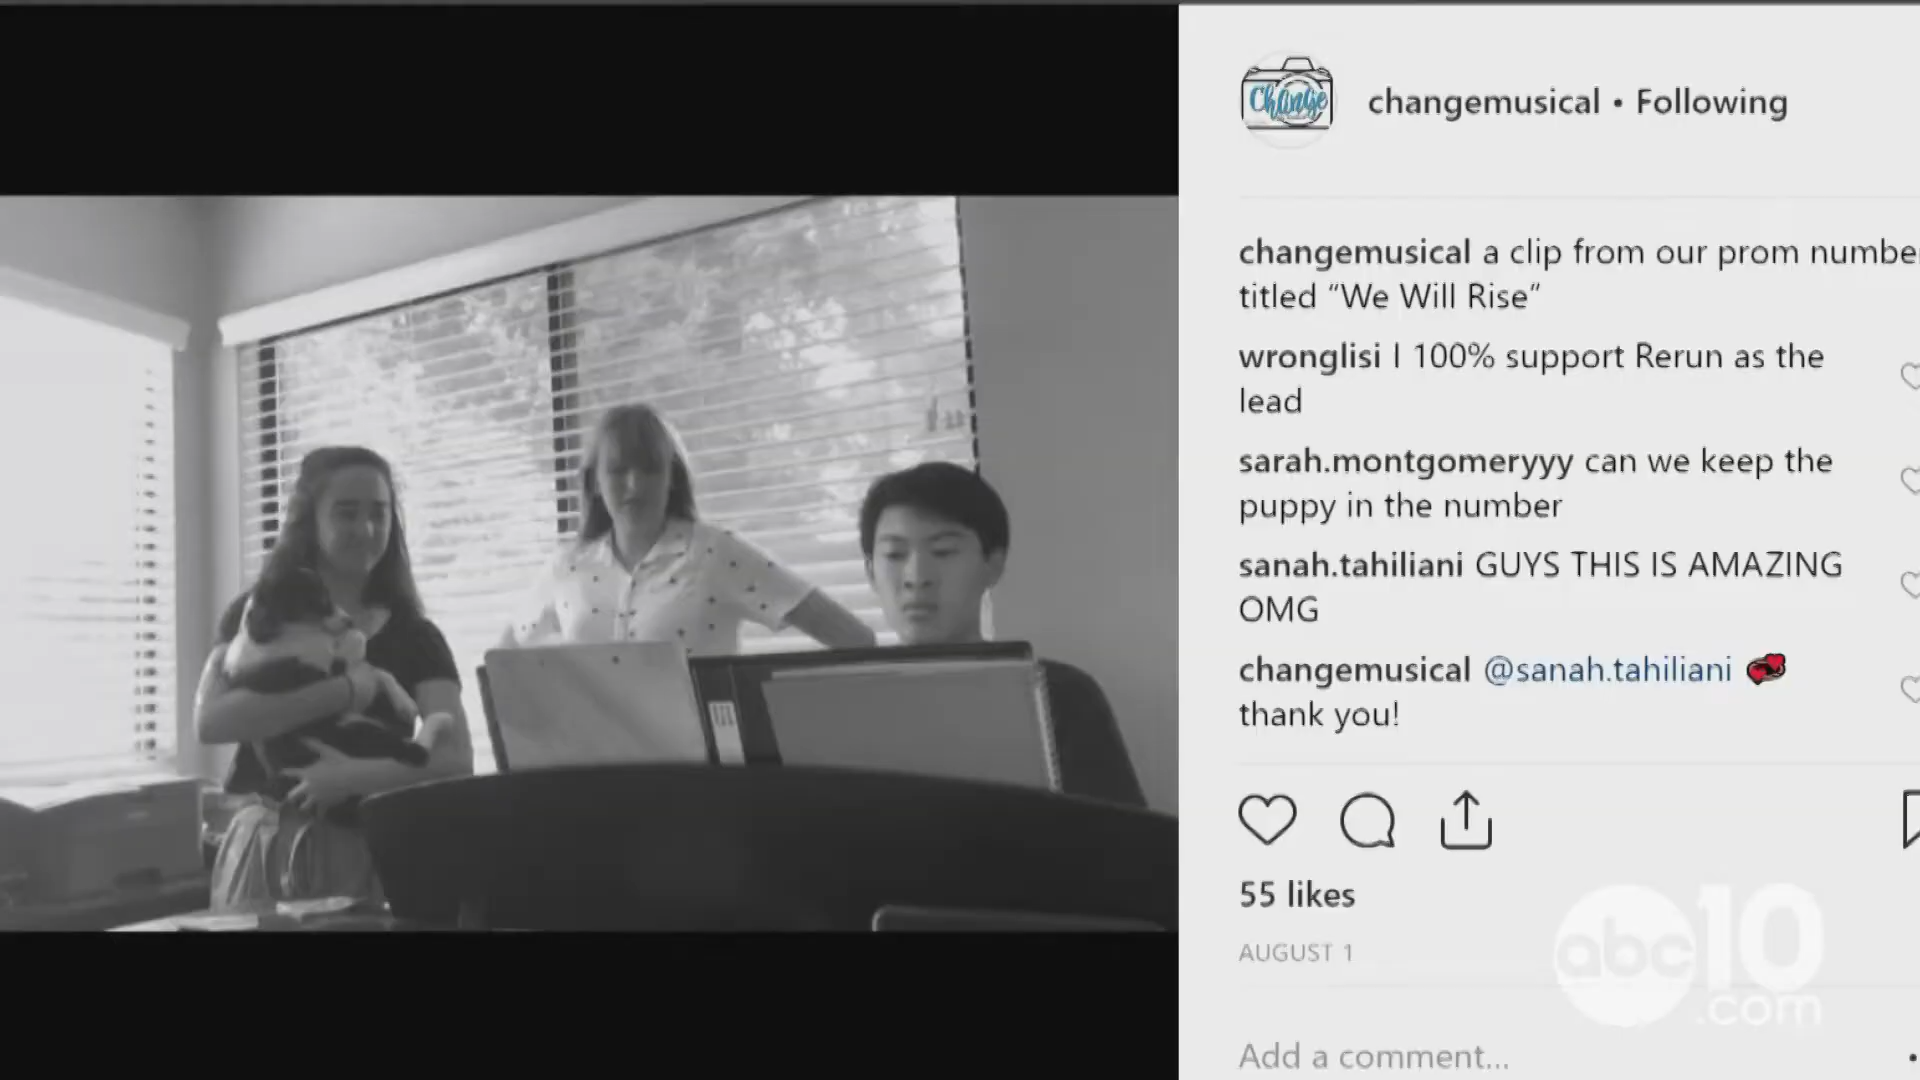 Change
changemusical • Following
changemusical a clip from our prom number
titled “We Will Rise”
wronglisi I 100% support Rerun as the
lead
sarah.montgomeryyy can we keep the
puppy in the number
sanah.tahiliani GUYS THIS IS AMAZING
OMG
changemusical @sanah.tahiliani 💞
thank you!
55 likes
AUGUST 1
abc10
.com
Add a comment...